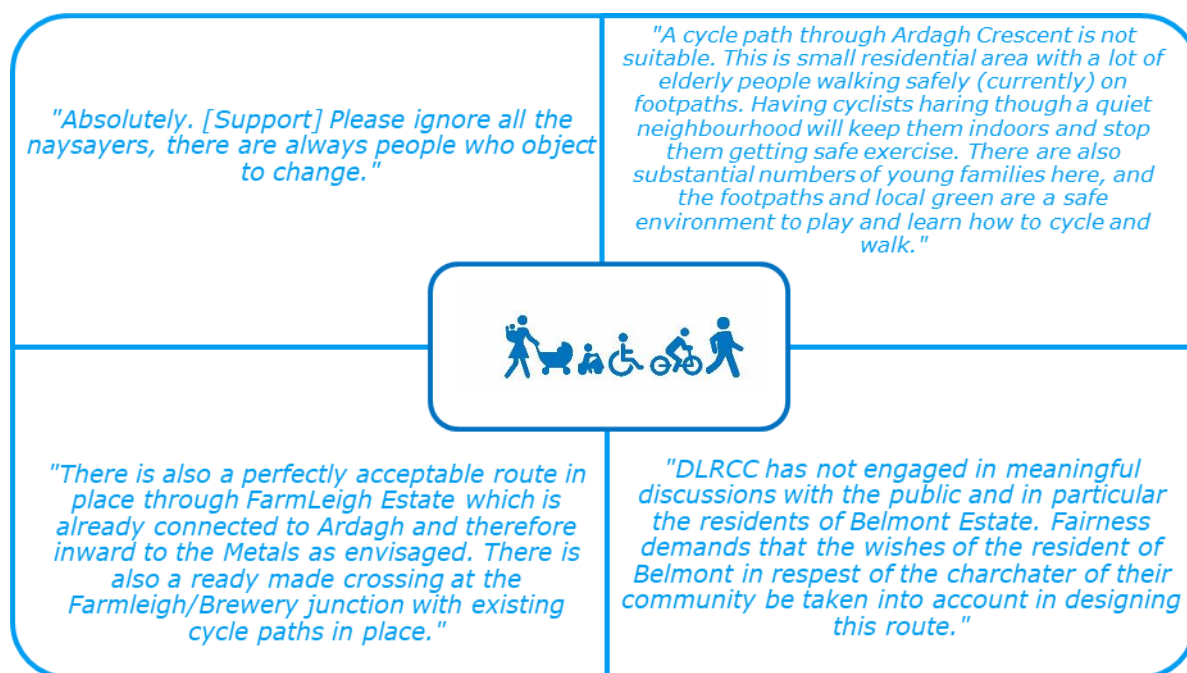 "Absolutely. [Support] Please ignore all the
naysayers, there are always people who object
to change."
"A cycle path through Ardagh Crescent is not
suitable. This is small residential area with a lot of
elderly people walking safely (currently) on
footpaths. Having cyclists haring though a quiet
neighbourhood will keep them indoors and stop
them getting safe exercise. There are also
substantial numbers of young families here, and
the footpaths and local green are a safe
environment to play and learn how to cycle and
walk."
"There is also a perfectly acceptable route in
place through FarmLeigh Estate which is
already connected to Ardagh and therefore
inward to the Metals as envisaged. There is
also a ready made crossing at the
Farmleigh/Brewery junction with existing
cycle paths in place."
"DLRCC has not engaged in meaningful
discussions with the public and in particular
the residents of Belmont Estate. Fairness
demands that the wishes of the resident of
Belmont in respest of the charchater of their
community be taken into account in designing
this route."